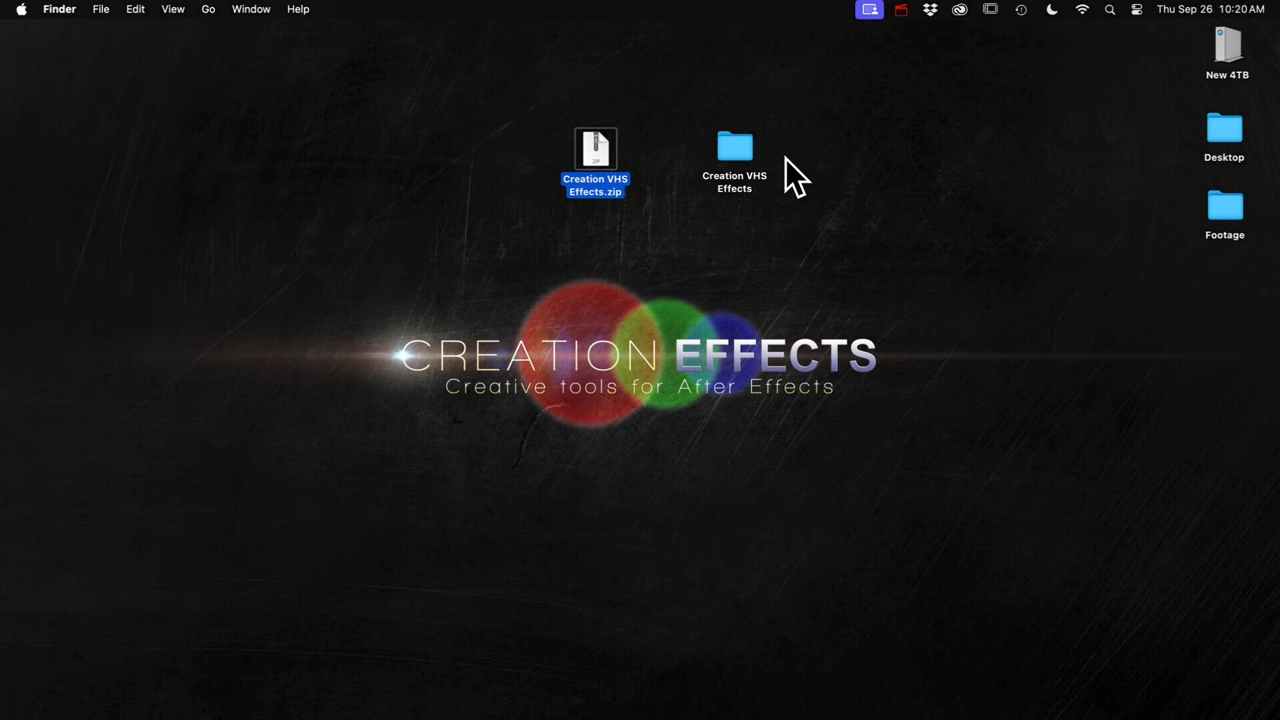 Finder File Edit View Go Window Help Thu Sep 26 10:20 AM
New 4TB
ZIP
Creation VHS
Effects.zip
Creation VHS
Effects
Desktop
Footage
CREATION EFFECTS
Creative tools for After Effects